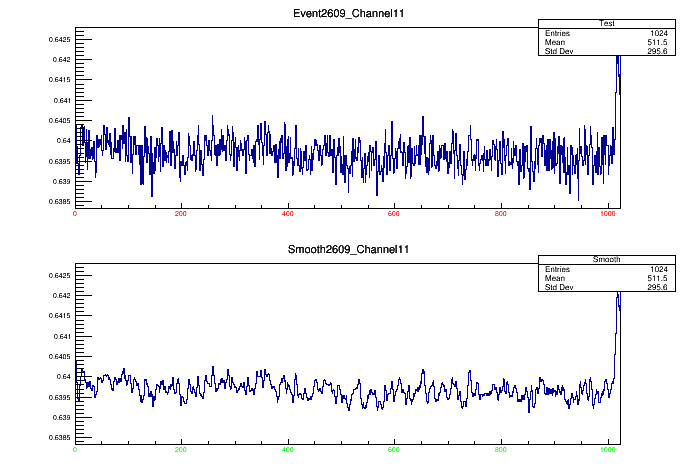 Event2609_Channel11
Test
Entries 1024
Mean 511.5
Std Dev 295.6
0.6425
0.642
0.6415
0.641
0.6405
0.64
0.6395
0.639
0.6385
0 200 400 600 800 1000
Smooth2609_Channel11
Smooth
Entries 1024
Mean 511.5
Std Dev 295.6
0.6425
0.642
0.6415
0.641
0.6405
0.64
0.6395
0.639
0.6385
0 200 400 600 800 1000